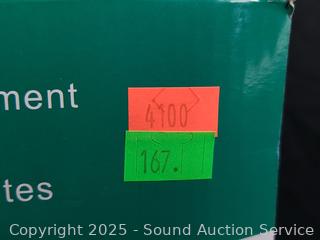 ment
4100
167.
tes
Copyright 2025 - Sound Auction Service